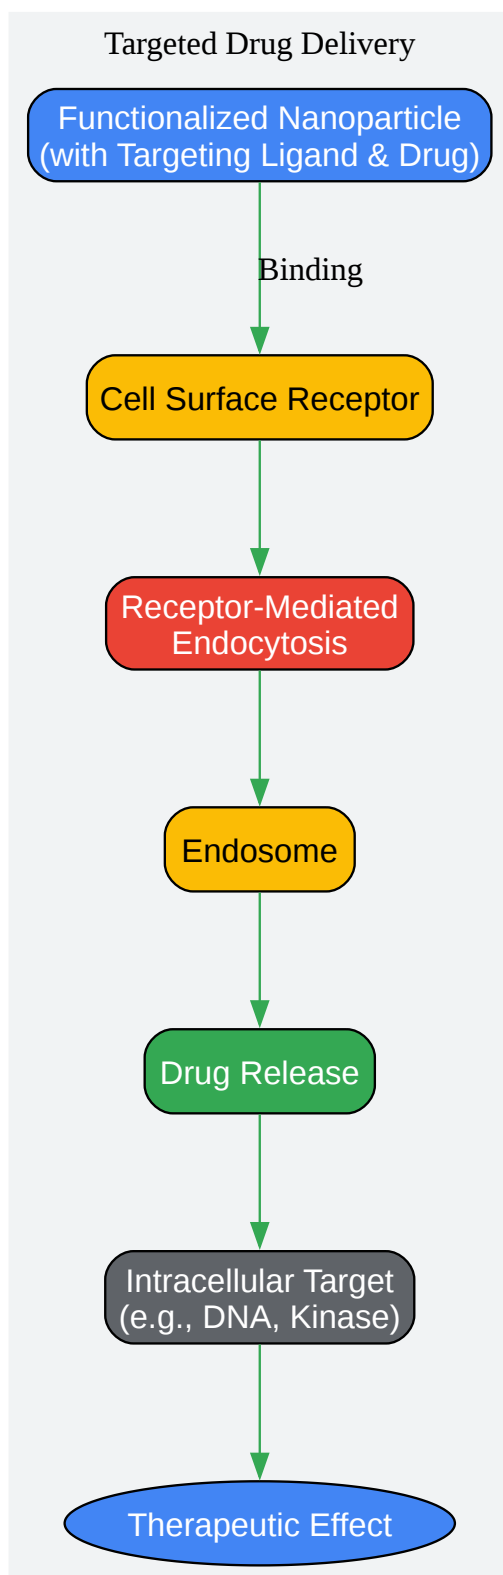 Targeted Drug Delivery
Functionalized Nanoparticle
(with Targeting Ligand & Drug)
Binding
Cell Surface Receptor
Receptor-Mediated
Endocytosis
Endosome
Drug Release
Intracellular Target
(e.g., DNA, Kinase)
Therapeutic Effect